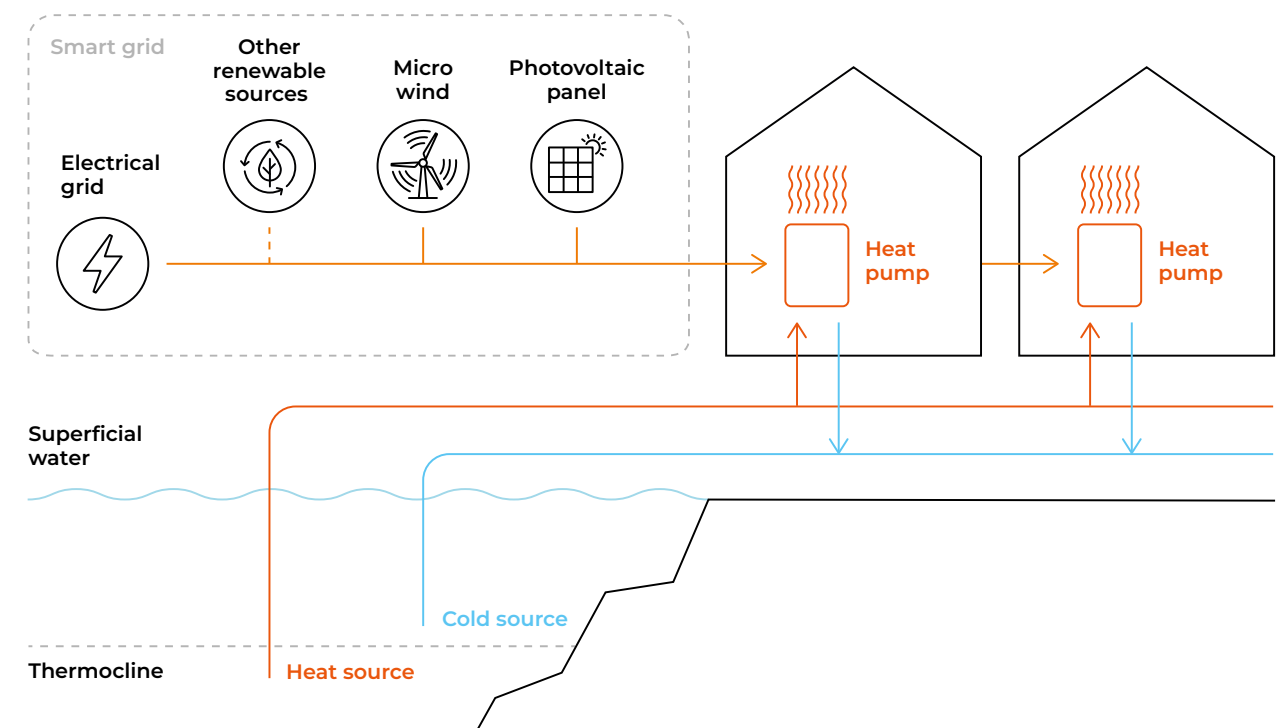 Smart grid
Other
renewable
sources
Micro
wind
Photovoltaic
panel
Electrical
grid
Heat
pump
Heat
pump
Superficial
water
Cold source
Thermocline
Heat source